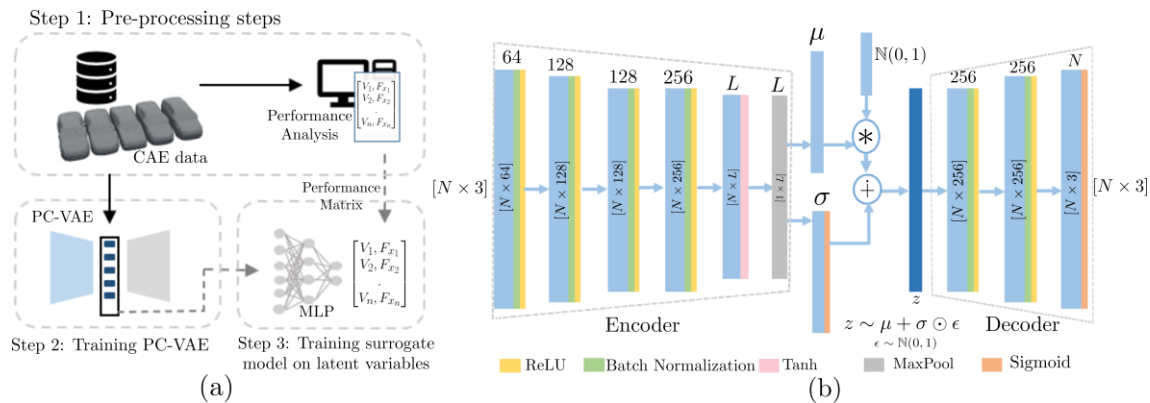 Step 1: Pre-processing steps
CAE data
Performance
Analysis
V₁, Fₓ₁
V₂, Fₓ₂
.
Vₙ, Fₓₙ
Performance
Matrix
PC-VAE
Step 2: Training PC-VAE
MLP
V₁, Fₓ₁
V₂, Fₓ₂
.
Vₙ, Fₓₙ
Step 3: Training surrogate
model on latent variables
(a)
[N × 3]
64
[N × 64]
128
[N × 128]
128
[N × 128]
256
[N × 256]
L
[N × L]
L
[1 × L]
Encoder
μ
σ
ℕ(0, 1)
*
+
z
z ∼ μ + σ ⊙ ϵ
ϵ ∼ ℕ(0, 1)
256
[N × 256]
256
[N × 256]
N
[N × 3]
[N × 3]
Decoder
ReLU
Batch Normalization
Tanh
MaxPool
Sigmoid
(b)